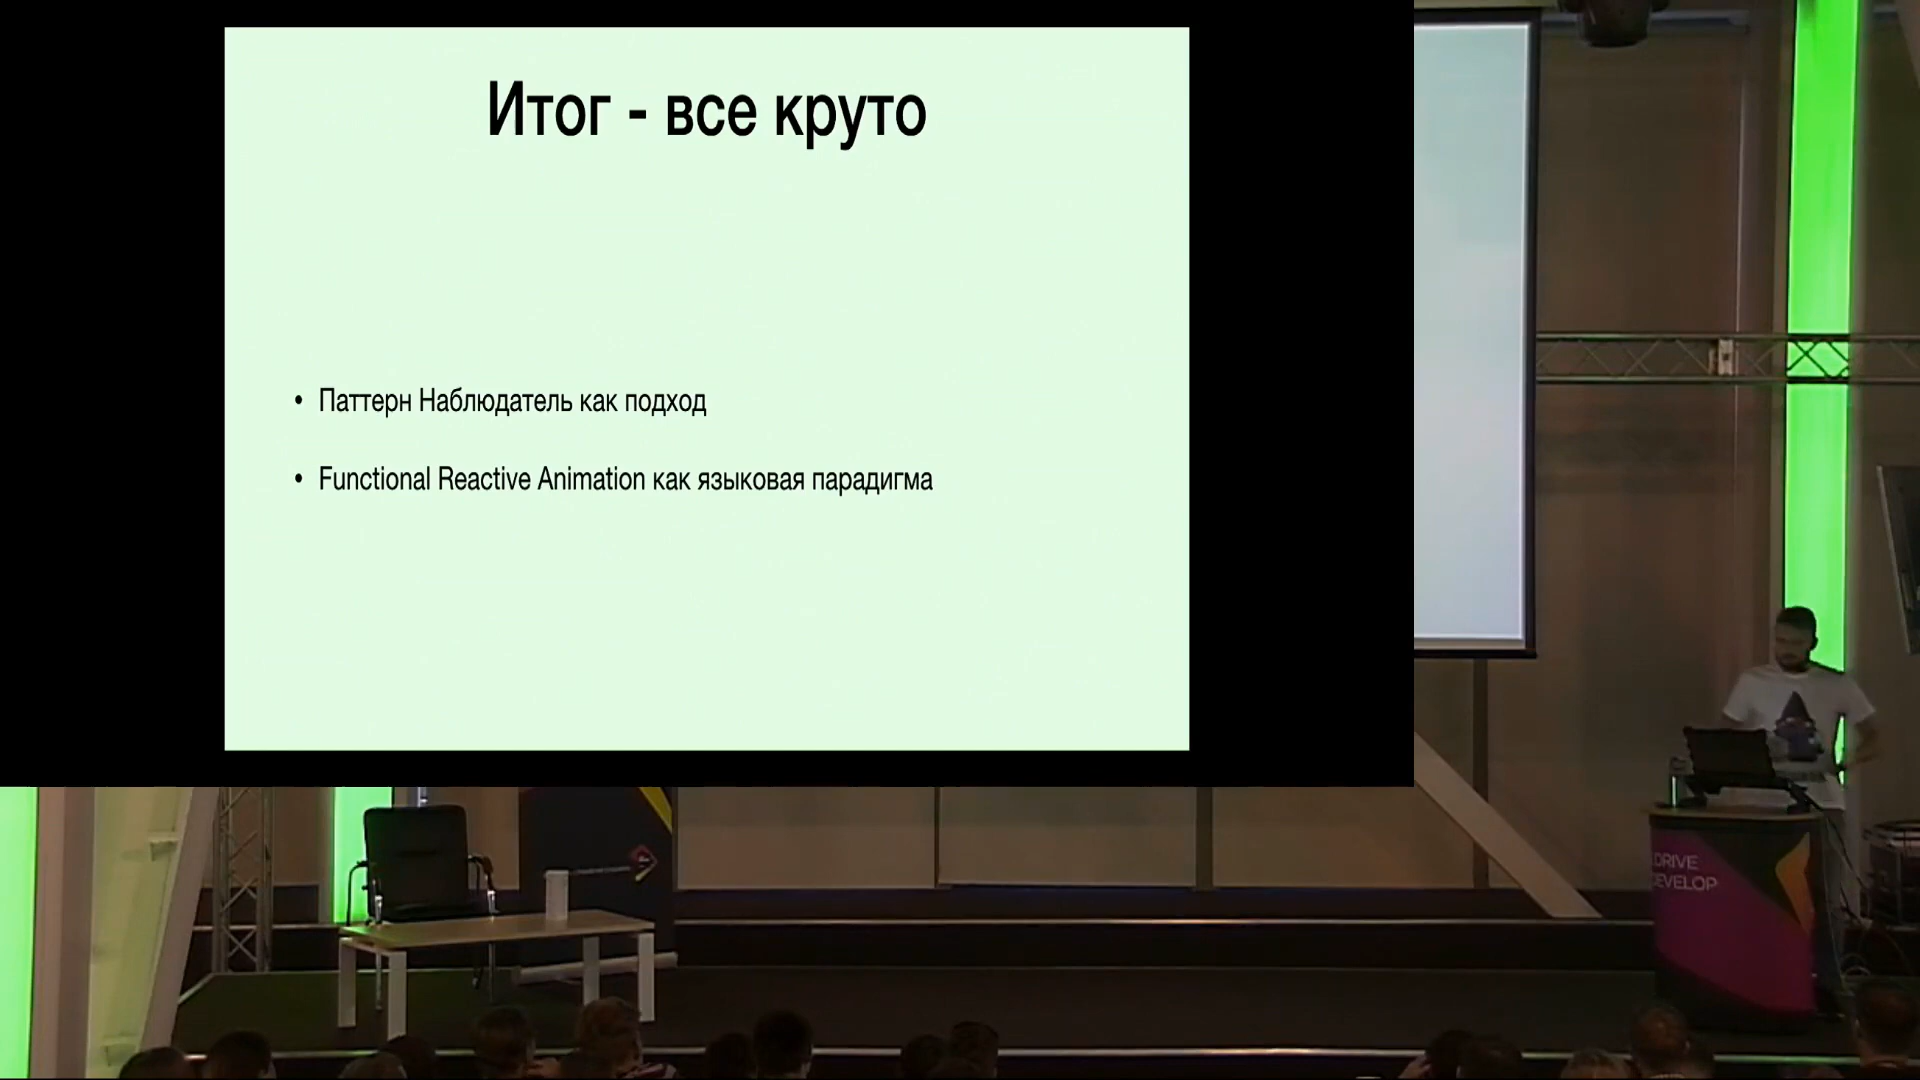 Итог - все круто
• Паттерн Наблюдатель как подход
• Functional Reactive Animation как языковая парадигма
DRIVE
DEVELOP